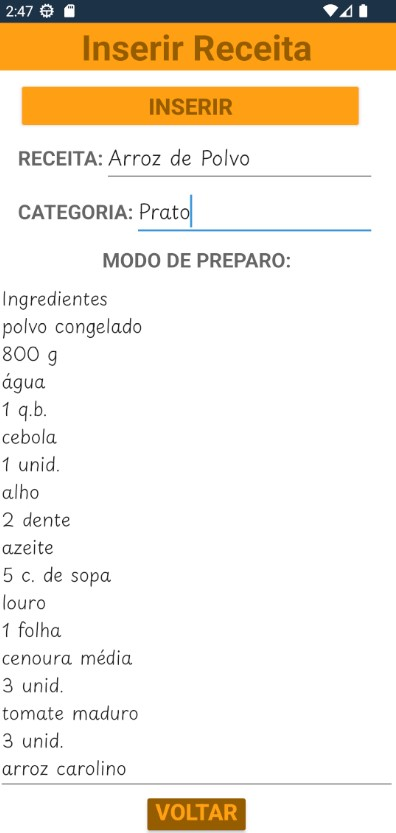 2:47
Inserir Receita
INSERIR
RECEITA: Arroz de Polvo
CATEGORIA: Prato
MODO DE PREPARO:
Ingredientes
polvo congelado
800 g
água
1 q.b.
cebola
1 unid.
alho
2 dente
azeite
5 c. de sopa
louro
1 folha
cenoura média
3 unid.
tomate maduro
3 unid.
arroz carolino
VOLTAR